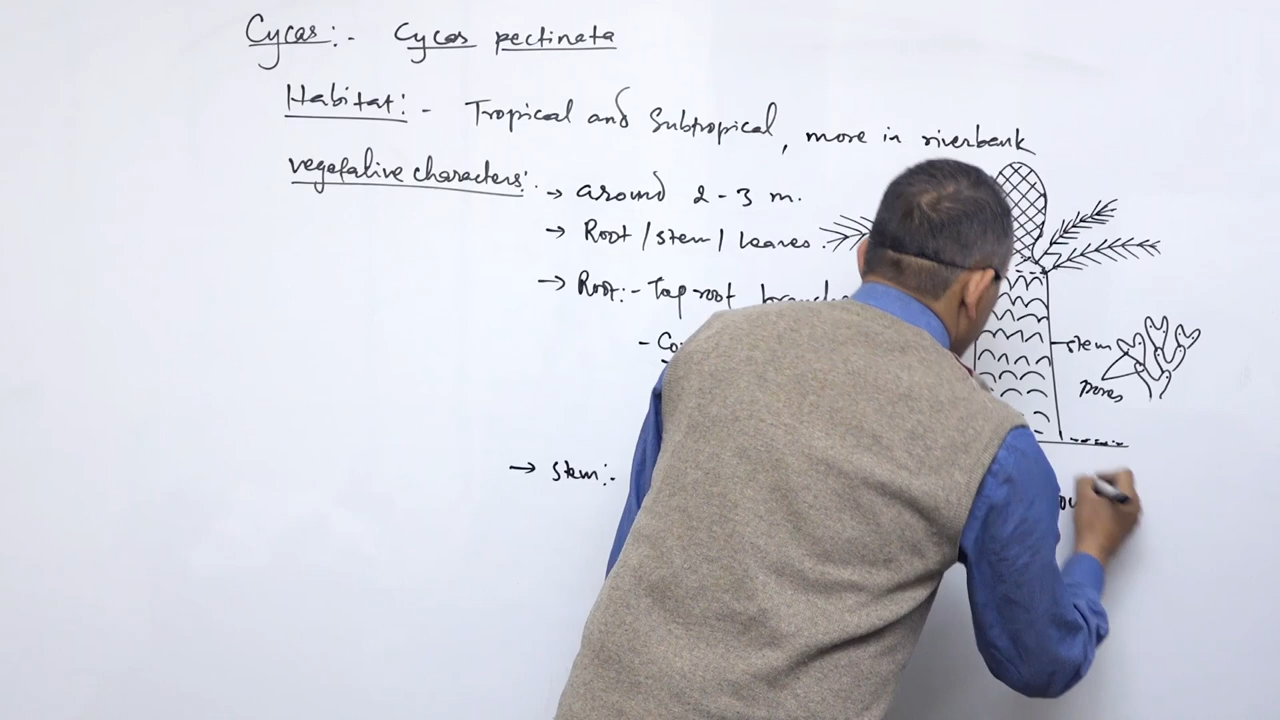 Cycas:- Cycas pectinata
Habitat:- Tropical and Subtropical, more in riverbank
vegetative characters:-
→ around 2-3 m.
→ Root / stem / leaves.
→ Root:- Tap root
→ stem:-
stem
pores